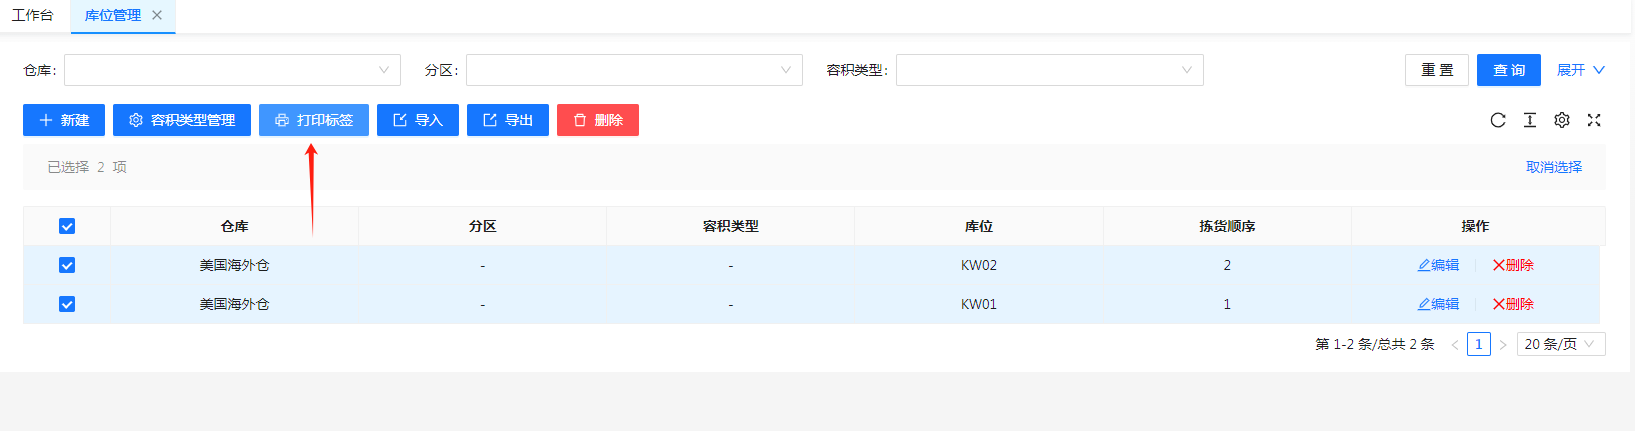 工作台 库位管理
仓库: 分区: 容积类型: 重置 查询 展开
新建 容积类型管理 打印标签 导入 导出 删除
已选择 2 项 取消选择
仓库 分区 容积类型 库位 拣货顺序 操作
美国海外仓 - - KW02 2 编辑 删除
美国海外仓 - - KW01 1 编辑 删除
第 1-2 条/总共 2 条 1 20 条/页